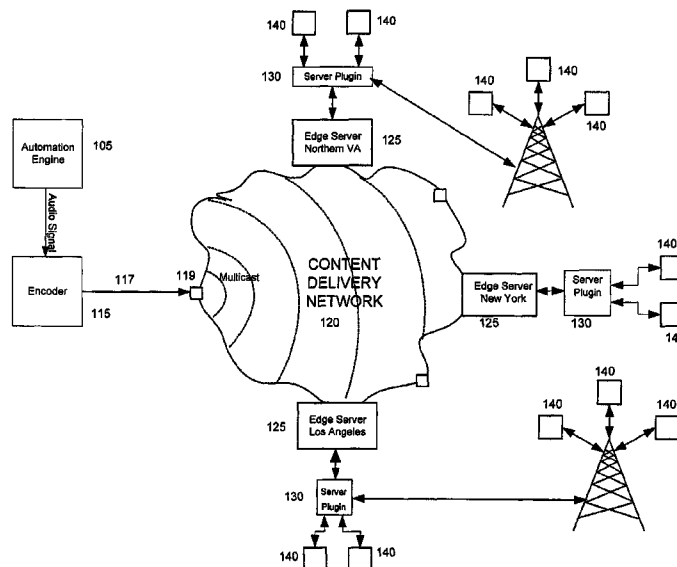 140
140
130
Server Plugin
140
140
140
Edge Server
Northern VA
125
Automation
Engine
105
Audio Signal
Encoder
115
117
119
Multicast
CONTENT
DELIVERY
NETWORK
120
Edge Server
New York
125
Server
Plugin
130
140
14
Edge Server
Los Angeles
125
130
Server
Plugin
140
140
140
140
140